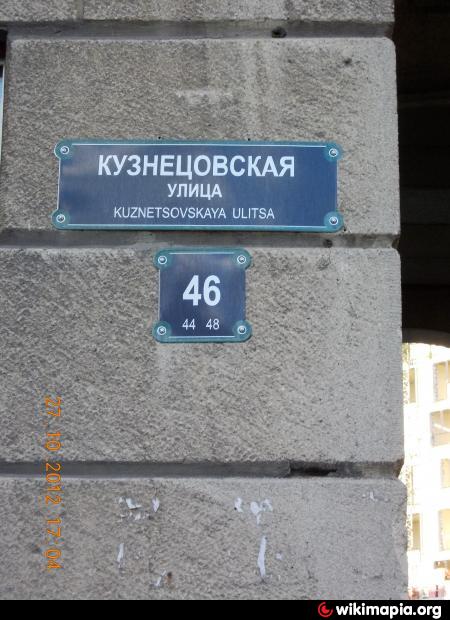 КУЗНЕЦОВСКАЯ
УЛИЦА
KUZNETSOVSKAYA ULITSA
46
44 48
27 10 2012 17:04
wikimapia.org